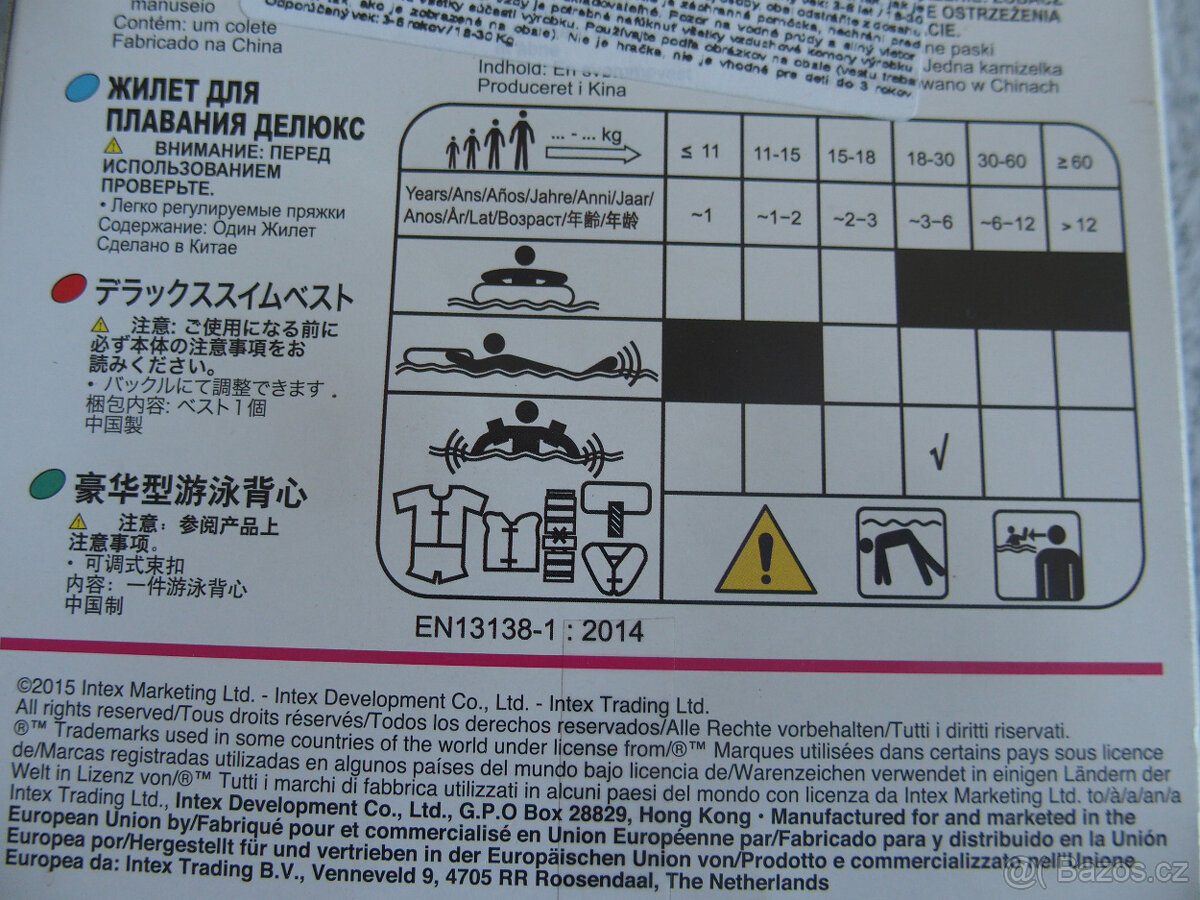 manuseio
Contém: um colete
Fabricado na China
Odporúčaný vek: 3-6 rokov/18-30 Kg
OSTRZEŻENIA
CIE.
ne paski
Jedna kamizelka
wano w Chinach
Indhold: En
Produceret i Kina
ЖИЛЕТ ДЛЯ
ПЛАВАНИЯ ДЕЛЮКС
ВНИМАНИЕ: ПЕРЕД
ИСПОЛЬЗОВАНИЕМ
ПРОВЕРЬТЕ.
• Легко регулируемые пряжки
Содержание: Один Жилет
Сделано в Китае
デラックススイムベスト
注意: ご使用になる前に
必ず本体の注意事項をお
読みください。
• バックルにて調整できます.
梱包内容: ベスト1個
中国製
豪华型游泳背心
注意: 参阅产品上
注意事项。
• 可调式束扣
内容: 一件游泳背心
中国制
... - ... kg ≤ 11 11-15 15-18 18-30 30-60 ≥ 60
Years/Ans/Años/Jahre/Anni/Jaar/
Anos/År/Lat/Возраст/年齢/年龄 ~1 ~1–2 ~2–3 ~3–6 ~6–12 > 12
√
EN13138-1 : 2014
©2015 Intex Marketing Ltd. - Intex Development Co., Ltd. - Intex Trading Ltd.
All rights reserved/Tous droits réservés/Todos los derechos reservados/Alle Rechte vorbehalten/Tutti i diritti riservati.
®™ Trademarks used in some countries of the world under license from/®™ Marques utilisées dans certains pays sous licence
de/Marcas registradas utilizadas en algunos países del mundo bajo licencia de/Warenzeichen verwendet in einigen Ländern der
Welt in Lizenz von/®™ Tutti i marchi di fabbrica utilizzati in alcuni paesi del mondo con licenza da Intex Marketing Ltd. to/à/a/an/a
Intex Trading Ltd., Intex Development Co., Ltd., G.P.O Box 28829, Hong Kong • Manufactured for and marketed in the
European Union by/Fabriqué pour et commercialisé en Union Européenne par/Fabricado para y distribuido en la Unión
Europea por/Hergestellt für und vertrieben in der Europäischen Union von/Prodotto e commercializzato nell'Unione
Europea da: Intex Trading B.V., Venneveld 9, 4705 RR Roosendaal, The Netherlands
@Bazos.cz